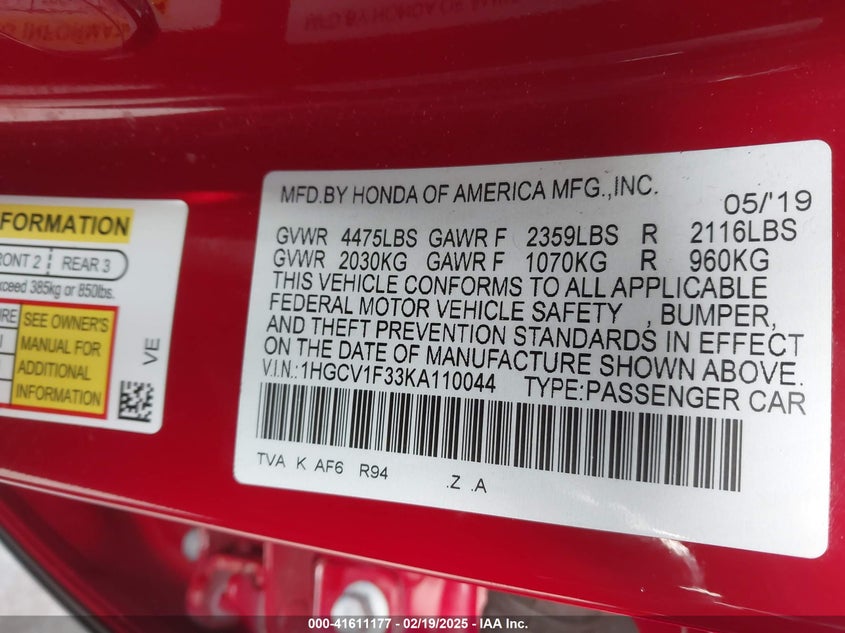 MFD.BY HONDA OF AMERICA MFG.,INC.
05/'19
GVWR 4475LBS GAWR F 2359LBS R 2116LBS
GVWR 2030KG GAWR F 1070KG R 960KG
THIS VEHICLE CONFORMS TO ALL APPLICABLE
FEDERAL MOTOR VEHICLE SAFETY , BUMPER,
AND THEFT PREVENTION STANDARDS IN EFFECT
ON THE DATE OF MANUFACTURE SHOWN ABOVE.
V.I.N.:1HGCV1F33KA110044 TYPE:PASSENGER CAR
TVA K AF6 R94 .Z .A
FORMATION
RONT 2 REAR 3
xceed 385kg or 850lbs.
SEE OWNER'S
MANUAL FOR
ADDITIONAL
INFORMATION
VE
000-41611177 - 02/19/2025 - IAA Inc.